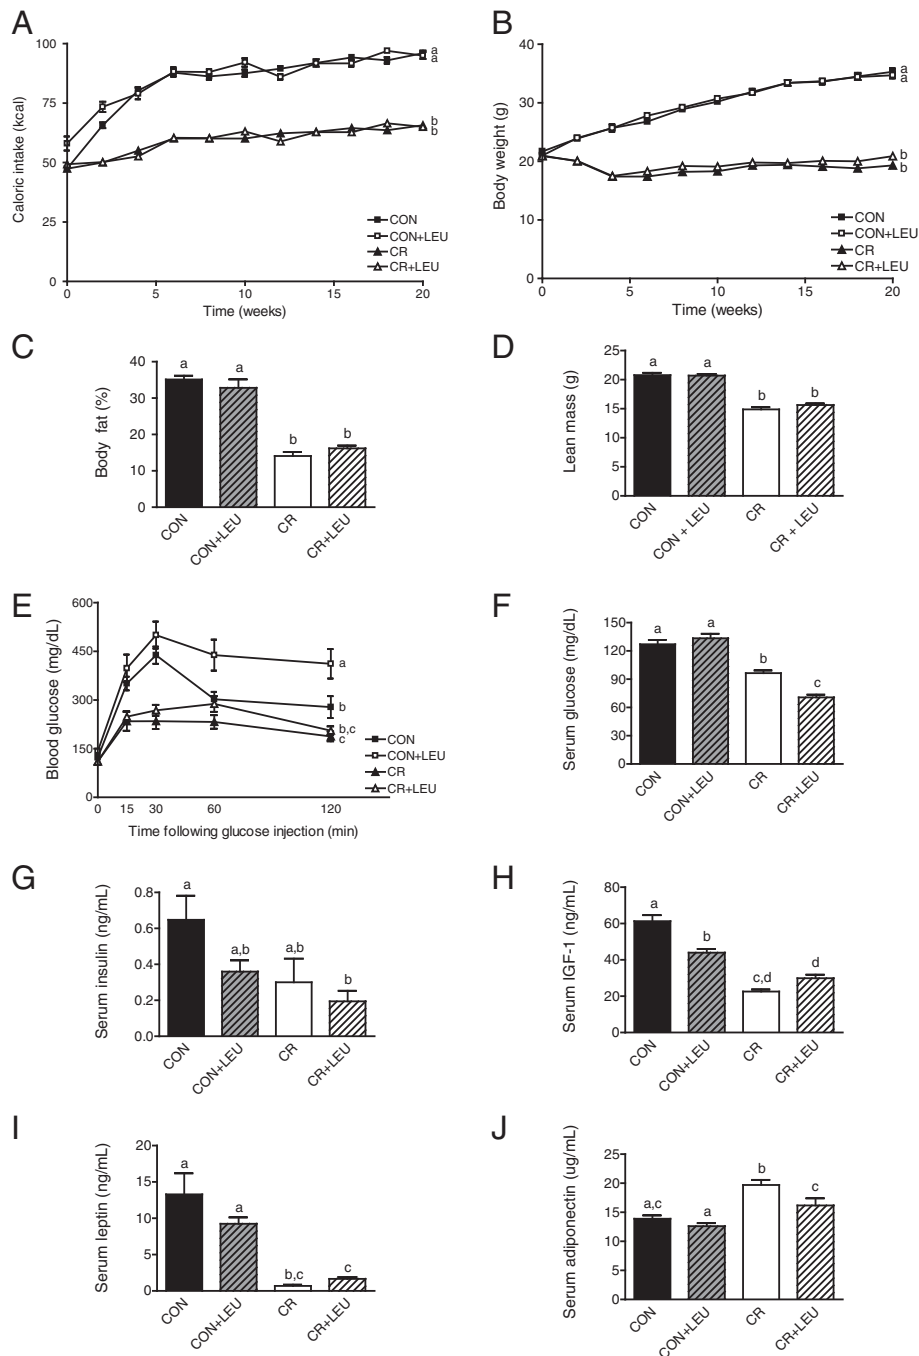 A
Caloric intake (kcal)
100
75
50
25
0
a
a
b
b
CON
CON+LEU
CR
CR+LEU
0 5 10 15 20
Time (weeks)
B
Body weight (g)
40
30
20
10
0
a
a
b
b
CON
CON+LEU
CR
CR+LEU
0 5 10 15 20
Time (weeks)
C
Body fat (%)
40
30
20
10
0
a a b b
CON CON+LEU CR CR+LEU
D
Lean mass (g)
25
20
15
10
5
0
a a b b
CON CON + LEU CR CR + LEU
E
Blood glucose (mg/dL)
600
450
300
150
0
a
b
b,c
c
CON
CON+LEU
CR
CR+LEU
0 15 30 60 120
Time following glucose injection (min)
F
Serum glucose (mg/dL)
150
120
90
60
30
0
a a b c
CON CON+LEU CR CR+LEU
G
Serum insulin (ng/mL)
0.8
0.6
0.4
0.2
0.0
a a,b a,b b
CON CON+LEU CR CR+LEU
H
Serum IGF-1 (ng/mL)
80
60
40
20
0
a b c,d d
CON CON+LEU CR CR+LEU
I
Serum leptin (ng/mL)
20
15
10
5
0
a a b,c c
CON CON+LEU CR CR+LEU
J
Serum adiponectin (ug/mL)
25
20
15
10
5
0
a,c a b c
CON CON+LEU CR CR+LEU